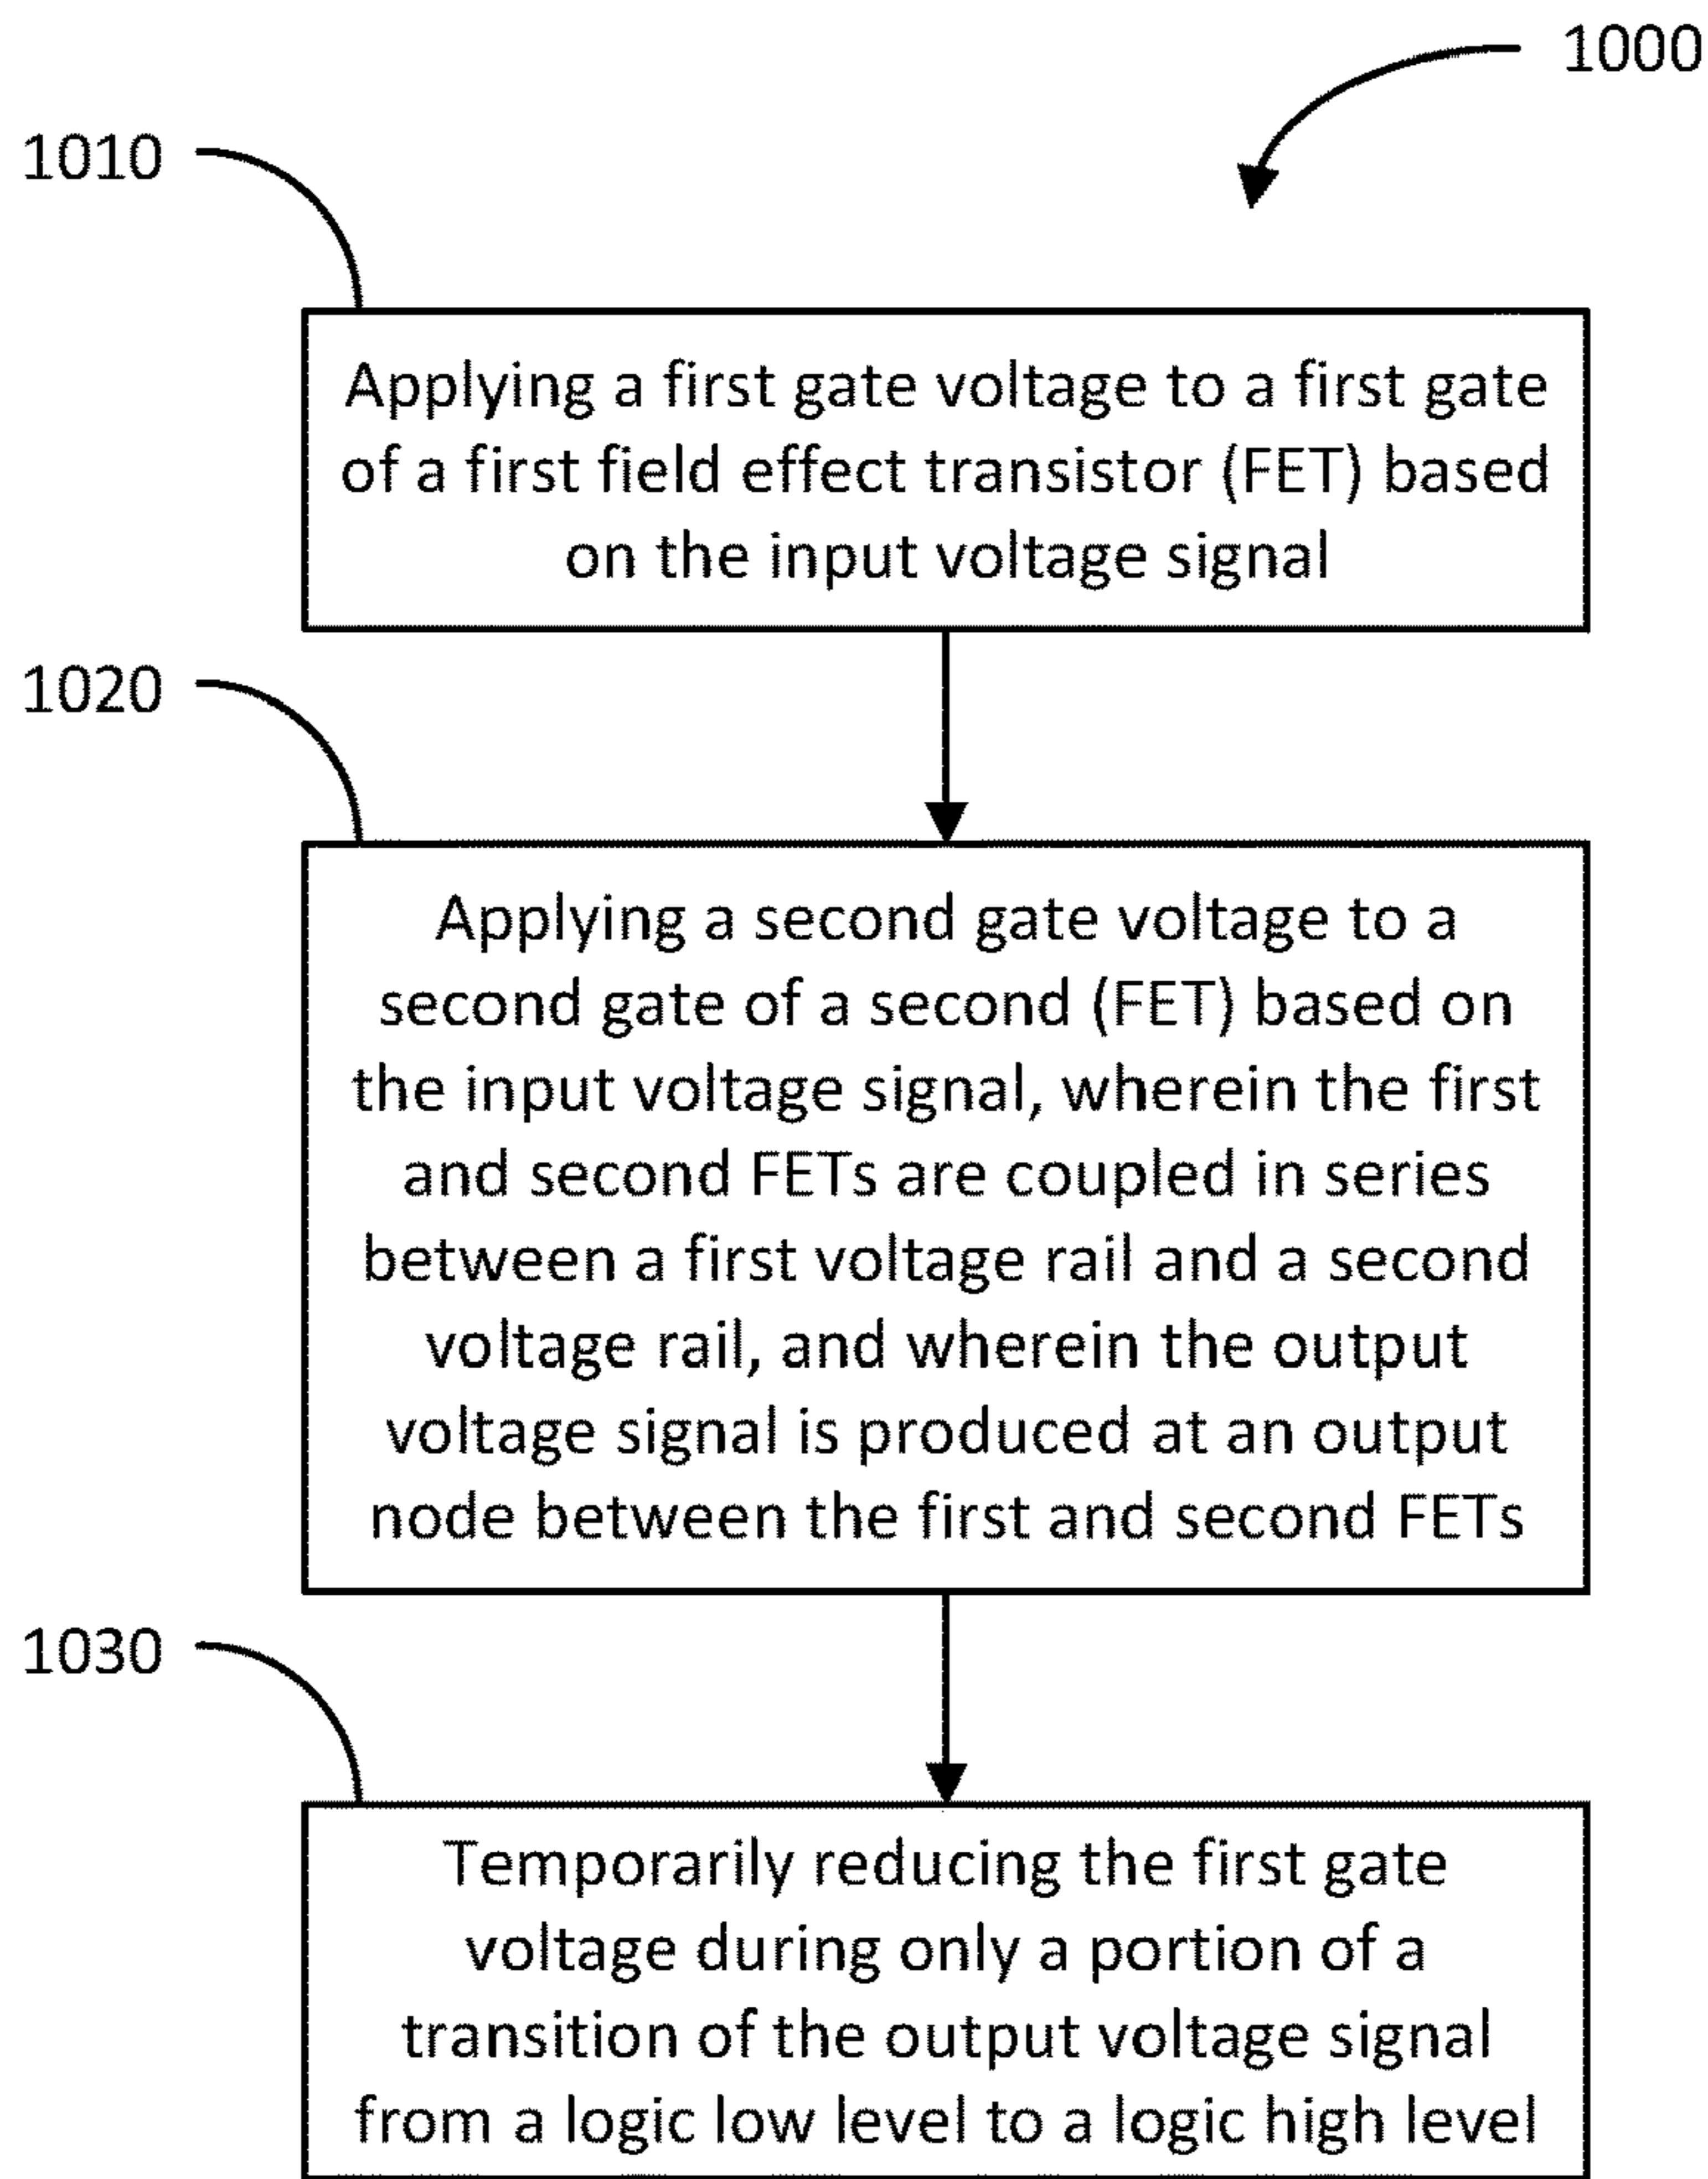 1000
1010
Applying a first gate voltage to a first gate
of a first field effect transistor (FET) based
on the input voltage signal
1020
Applying a second gate voltage to a
second gate of a second (FET) based on
the input voltage signal, wherein the first
and second FETs are coupled in series
between a first voltage rail and a second
voltage rail, and wherein the output
voltage signal is produced at an output
node between the first and second FETs
1030
Temporarily reducing the first gate
voltage during only a portion of a
transition of the output voltage signal
from a logic low level to a logic high level